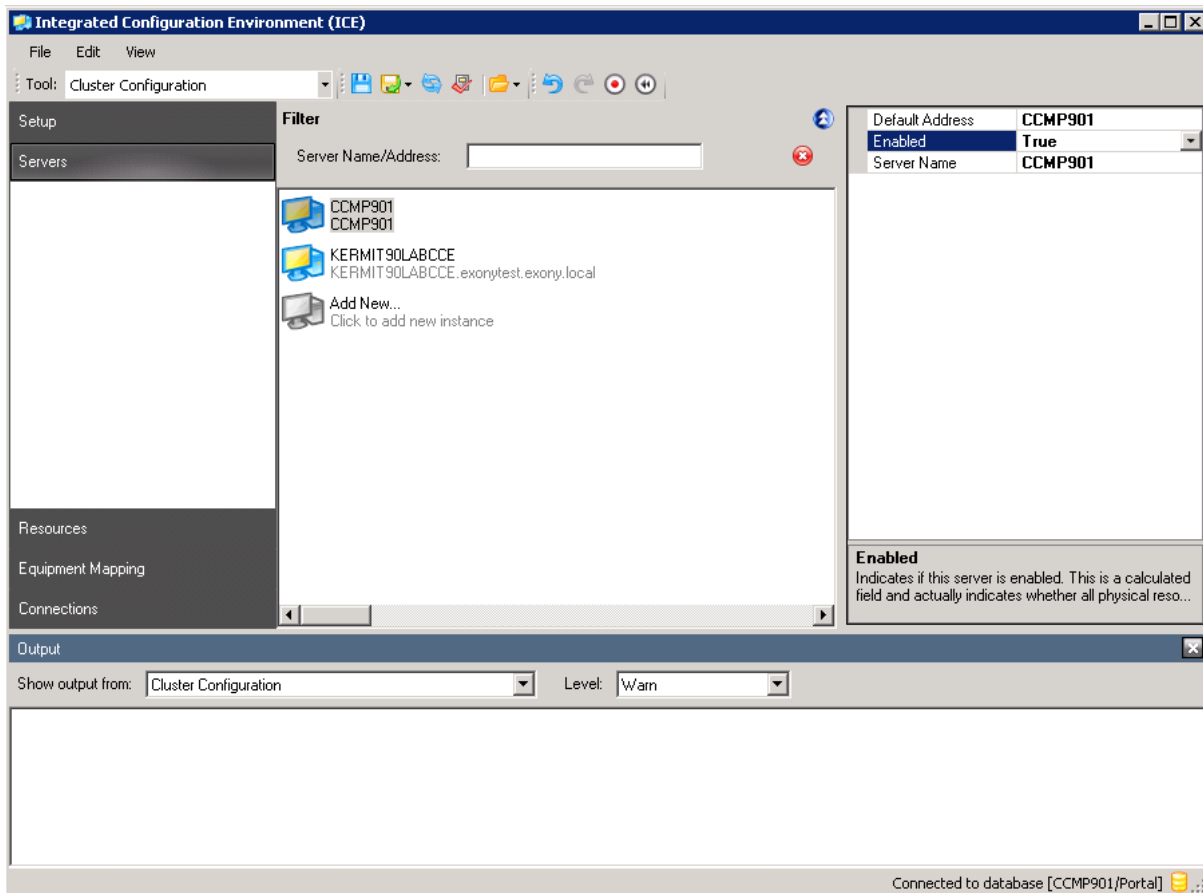 Integrated Configuration Environment (ICE)
File Edit View
Tool: Cluster Configuration
Setup
Servers
Resources
Equipment Mapping
Connections
Filter
Server Name/Address:
CCMP901
CCMP901
KERMIT90LABCCE
KERMIT90LABCCE.exonytest.exony.local
Add New...
Click to add new instance
Default Address CCMP901
Enabled True
Server Name CCMP901
Enabled
Indicates if this server is enabled. This is a calculated
field and actually indicates whether all physical reso...
Output
Show output from: Cluster Configuration Level: Warn
Connected to database [CCMP901/Portal]